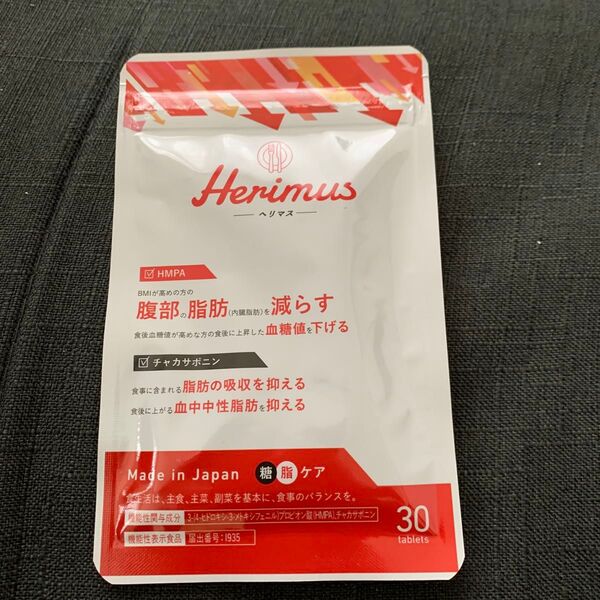 Herimus
ヘリマス
HMPA
BMIが高めの方の
腹部の脂肪(内臓脂肪)を減らす
食後血糖値が高めな方の食後に上昇した血糖値を下げる
チャカサポニン
食事に含まれる脂肪の吸収を抑える
食後に上がる血中中性脂肪を抑える
Made in Japan 糖脂ケア
食生活は、主食、主菜、副菜を基本に、食事のバランスを。
機能性関与成分 3-(4-ヒドロキシ-3-メトキシフェニル)プロピオン酸(HMPA),チャカサポニン
機能性表示食品 届出番号:I935
30
tablets